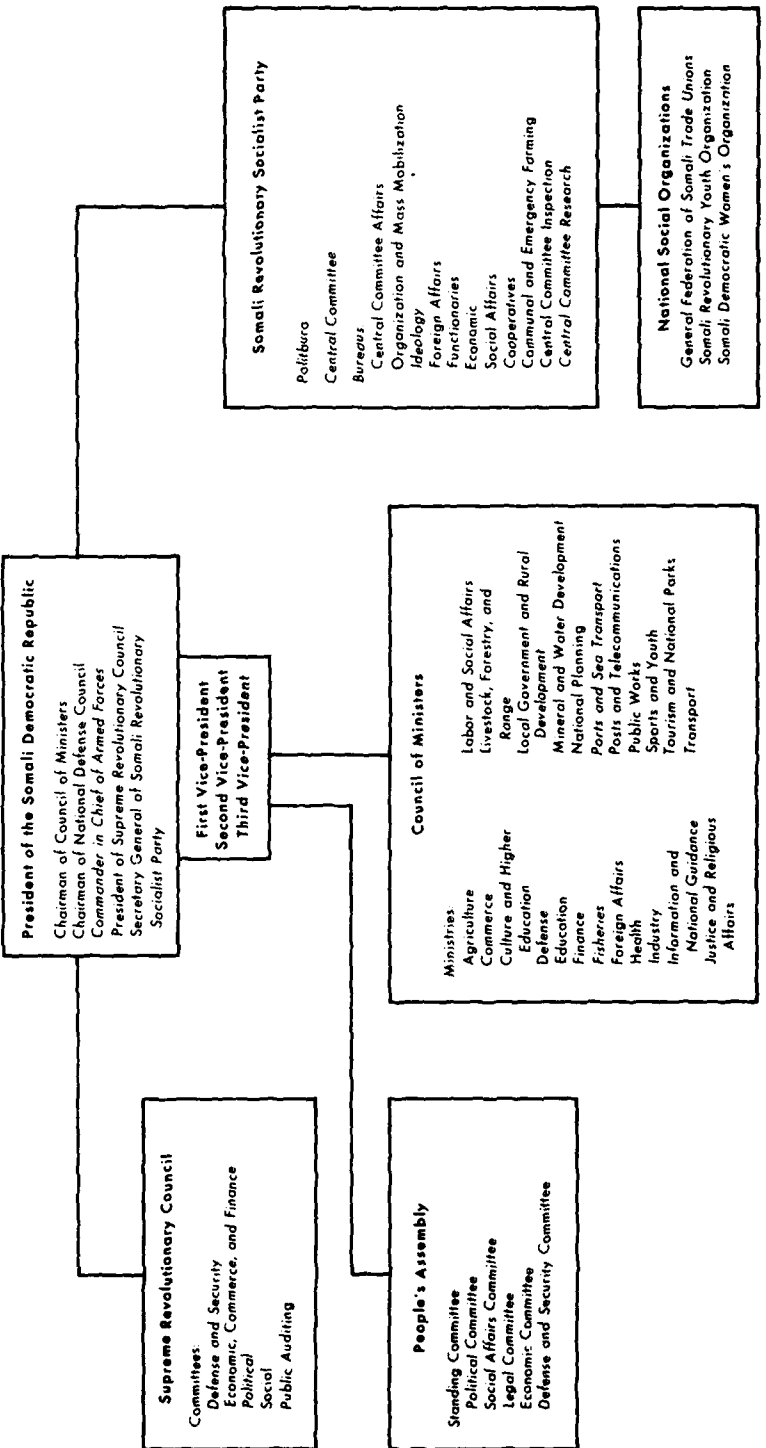 President of the Somali Democratic Republic
Chairman of Council of Ministers
Chairman of National Defense Council
Commander in Chief of Armed Forces
President of Supreme Revolutionary Council
Secretary General of Somali Revolutionary
Socialist Party
First Vice-President
Second Vice-President
Third Vice-President
Supreme Revolutionary Council
Committees:
Defense and Security
Economic, Commerce, and Finance
Political
Social
Public Auditing
Somali Revolutionary Socialist Party
Politburo
Central Committee
Bureaus
Central Committee Affairs
Organization and Mass Mobilization
Ideology
Foreign Affairs
Functionaries
Economic
Social Affairs
Cooperatives
Communal and Emergency Farming
Central Committee Inspection
Central Committee Research
People's Assembly
Standing Committee
Political Committee
Social Affairs Committee
Legal Committee
Economic Committee
Defense and Security Committee
Council of Ministers
Ministries:
Agriculture
Commerce
Culture and Higher
Education
Defense
Education
Finance
Fisheries
Foreign Affairs
Health
Industry
Information and
National Guidance
Justice and Religious
Affairs
Labor and Social Affairs
Livestock, Forestry, and
Range
Local Government and Rural
Development
Mineral and Water Development
National Planning
Ports and Sea Transport
Posts and Telecommunications
Public Works
Sports and Youth
Tourism and National Parks
Transport
National Social Organizations
General Federation of Somali Trade Unions
Somali Revolutionary Youth Organization
Somali Democratic Women's Organization